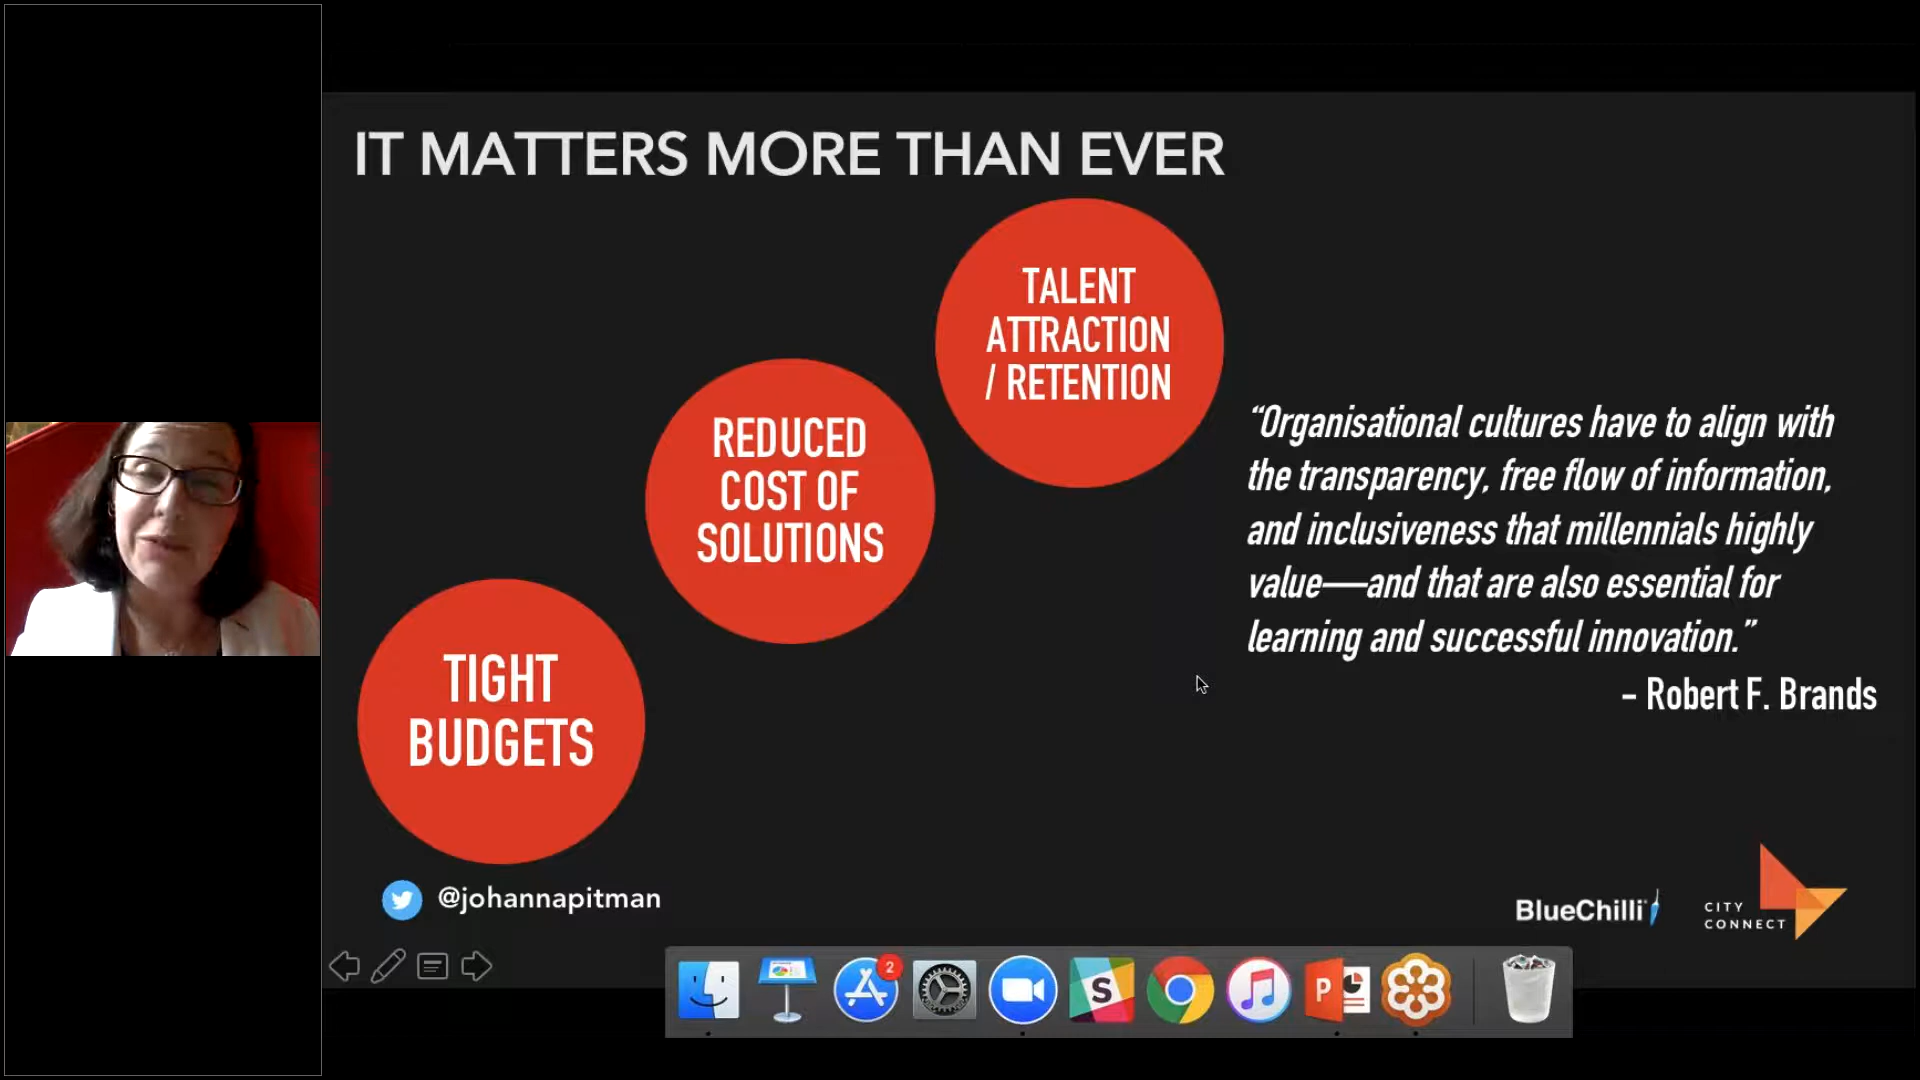 IT MATTERS MORE THAN EVER
TALENT
ATTRACTION
/ RETENTION
REDUCED
COST OF
SOLUTIONS
TIGHT
BUDGETS
“Organisational cultures have to align with
the transparency, free flow of information,
and inclusiveness that millennials highly
value—and that are also essential for
learning and successful innovation.”
– Robert F. Brands
@johannapitman
BlueChilli
CITY
CONNECT
2
S
P